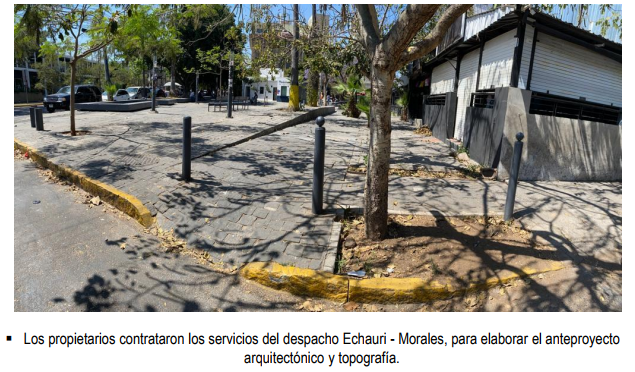 ▪ Los propietarios contrataron los servicios del despacho Echauri - Morales, para elaborar el anteproyecto
arquitectónico y topografía.